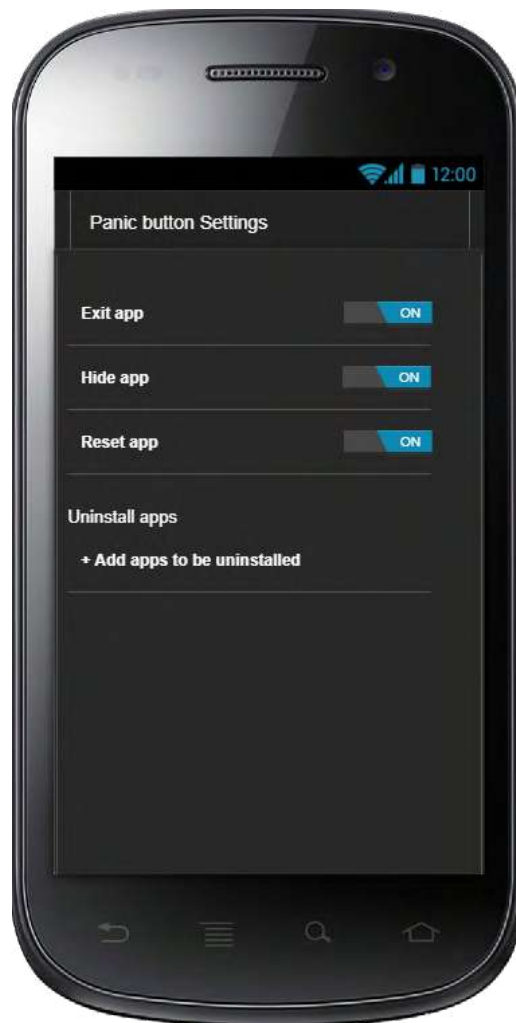 12:00
Panic button Settings
Exit app ON
Hide app ON
Reset app ON
Uninstall apps
+ Add apps to be uninstalled